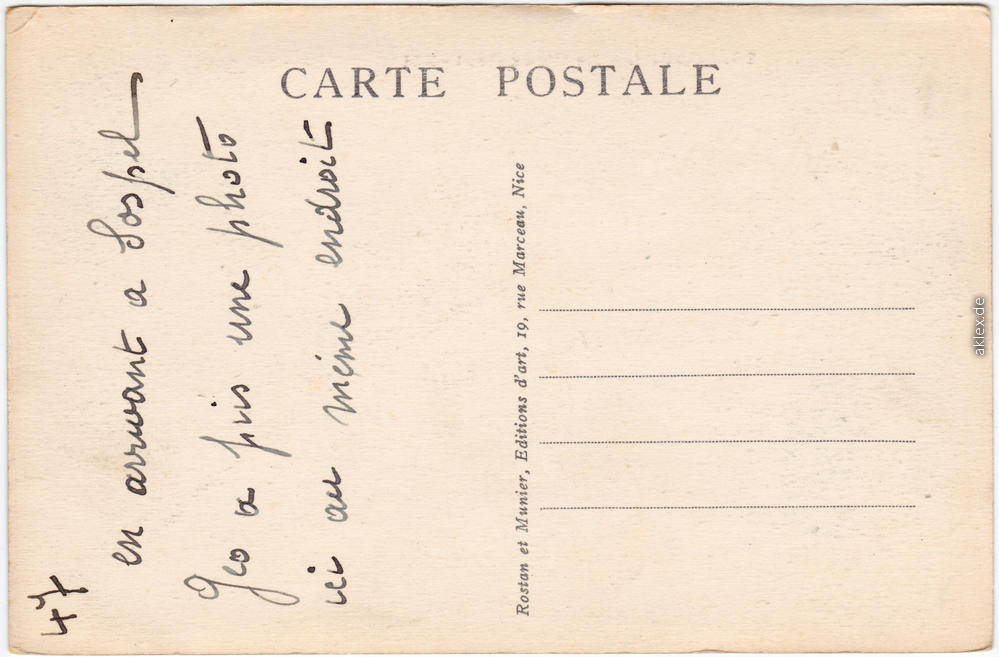 CARTE POSTALE
47
en arrivant a Sospel
Geo a pris une photo
ici au même endroit
Rostan et Munier, Editions d'art, 19, rue Marceau, Nice
aklex.de